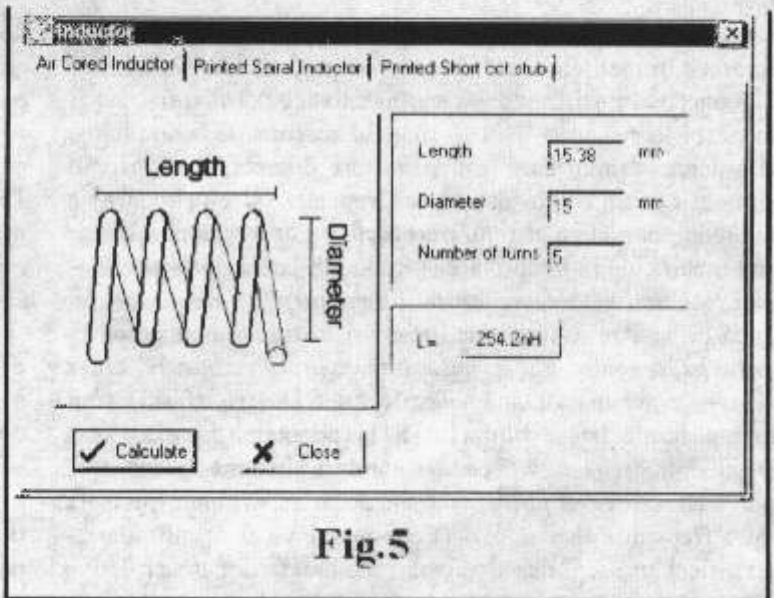 Inductor
Air Cored Inductor
Printed Spiral Inductor
Printed Short cct stub
Length
Diameter
Length 15.38 mm
Diameter 15 mm
Number of turns 5
L= 254.2nH
Calculate
Close
Fig.5